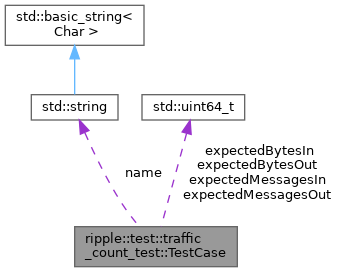 std::basic_string<
Char >
std::string
std::uint64_t
name
expectedBytesIn
expectedBytesOut
expectedMessagesIn
expectedMessagesOut
ripple::test::traffic
_count_test::TestCase